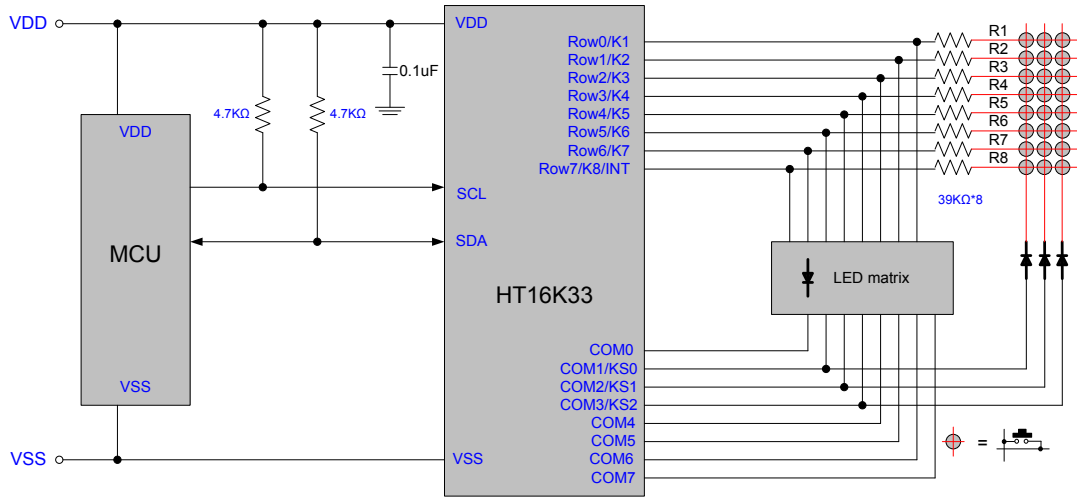 VDD
VDD
Row0/K1
R1
Row1/K2
R2
Row2/K3
R3
0.1uF
Row3/K4
R4
4.7KΩ
4.7KΩ
Row4/K5
R5
VDD
Row5/K6
R6
Row6/K7
R7
Row7/K8/INT
R8
SCL
39KΩ*8
SDA
MCU
LED matrix
HT16K33
COM0
COM1/KS0
VSS
COM2/KS1
COM3/KS2
COM4
COM5
=
VSS
VSS
COM6
COM7